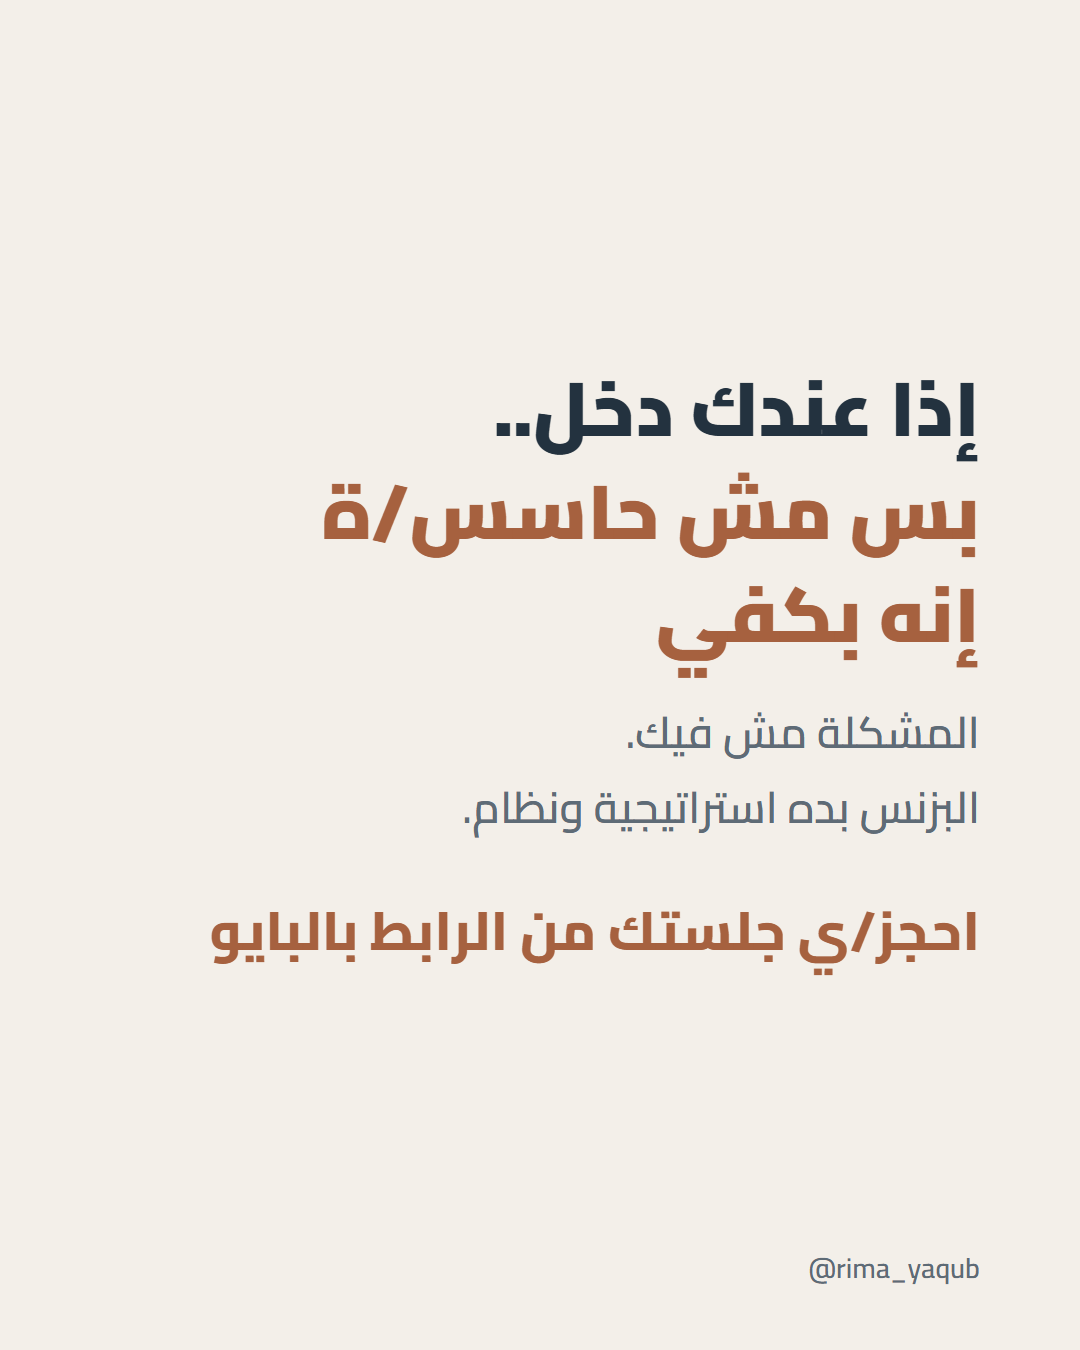 إذا عندك دخل..
بس مش حاسس/ة
إنه بكفي
المشكلة مش فيك.
البزنس بده استراتيجية ونظام.
احجز/ي جلستك من الرابط بالبايو
@rima_yaqub